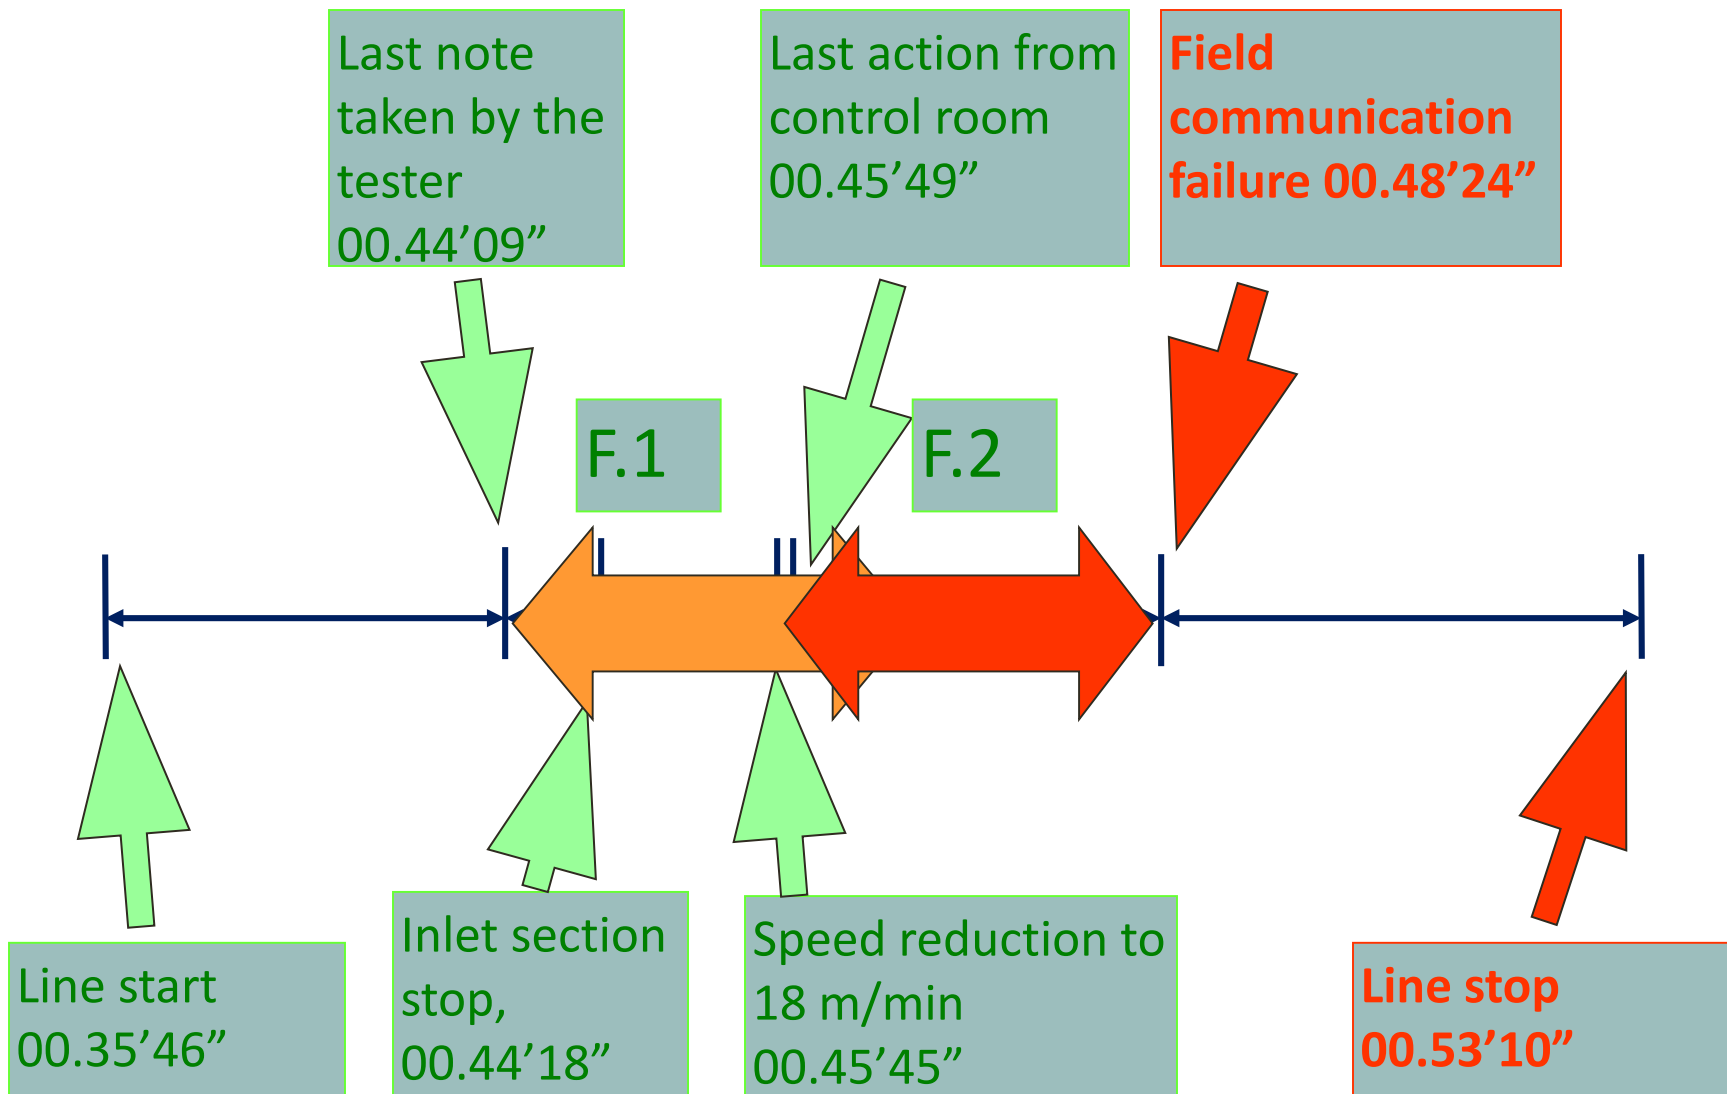 Last note
taken by the
tester
00.44’09”
Last action from
control room
00.45’49”
Field
communication
failure 00.48’24”
F.1
F.2
Line start
00.35’46”
Inlet section
stop,
00.44’18”
Speed reduction to
18 m/min
00.45’45”
Line stop
00.53’10”